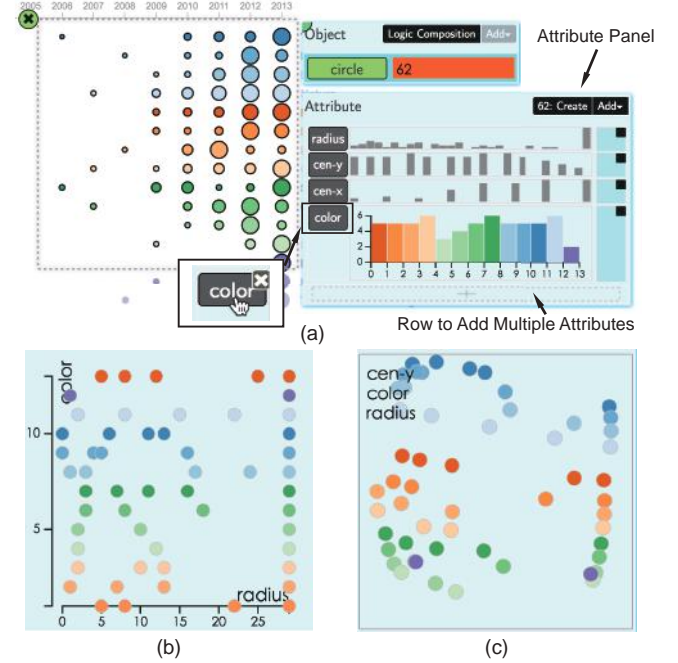 2005 2006 2007 2008 2009 2010 2011 2012 2013
Object
Logic Composition
Add
circle
62
Attribute Panel
Attribute
62: Create
Add
radius
cen-y
cen-x
color
6
4
2
0 1 2 3 4 5 6 7 8 9 10 11 12 13
color
(a)
Row to Add Multiple Attributes
color
10
5
radius
0 5 10 15 20 25
(b)
cen-y
color
radius
(c)